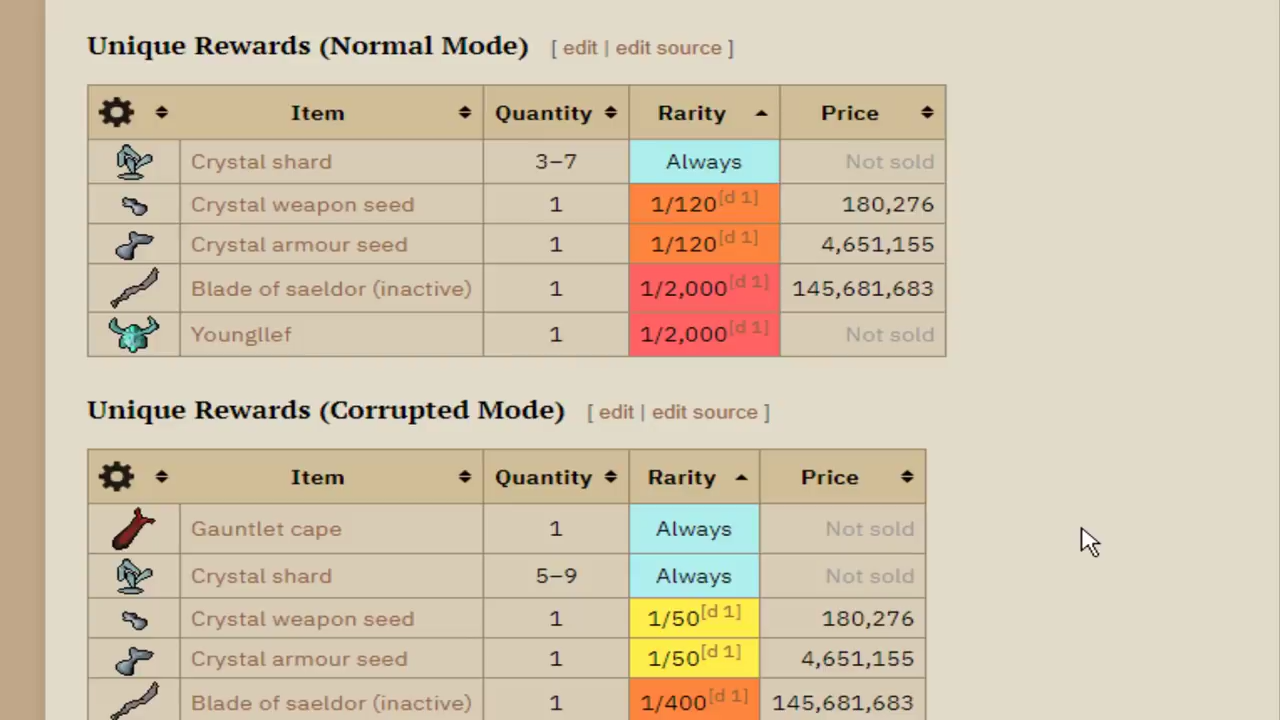 Unique Rewards (Normal Mode) [ edit | edit source ]
Item Quantity Rarity Price
Crystal shard 3–7 Always Not sold
Crystal weapon seed 1 1/120[d 1] 180,276
Crystal armour seed 1 1/120[d 1] 4,651,155
Blade of saeldor (inactive) 1 1/2,000[d 1] 145,681,683
Youngllef 1 1/2,000[d 1] Not sold
Unique Rewards (Corrupted Mode) [ edit | edit source ]
Item Quantity Rarity Price
Gauntlet cape 1 Always Not sold
Crystal shard 5–9 Always Not sold
Crystal weapon seed 1 1/50[d 1] 180,276
Crystal armour seed 1 1/50[d 1] 4,651,155
Blade of saeldor (inactive) 1 1/400[d 1] 145,681,683